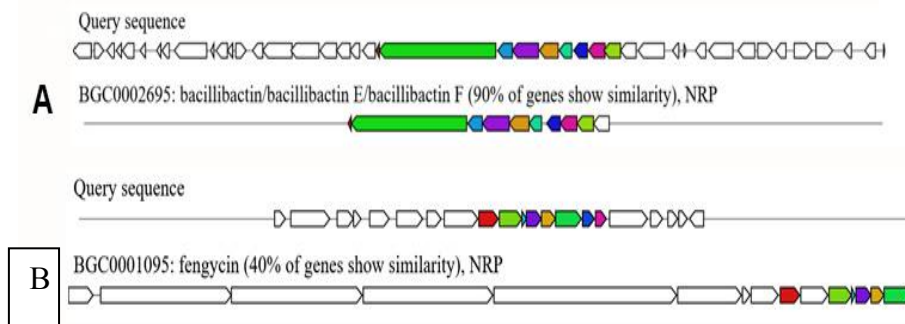 Query sequence
A
BGC0002695: bacillibactin/bacillibactin E/bacillibactin F (90% of genes show similarity), NRP
Query sequence
B
BGC0001095: fengycin (40% of genes show similarity), NRP